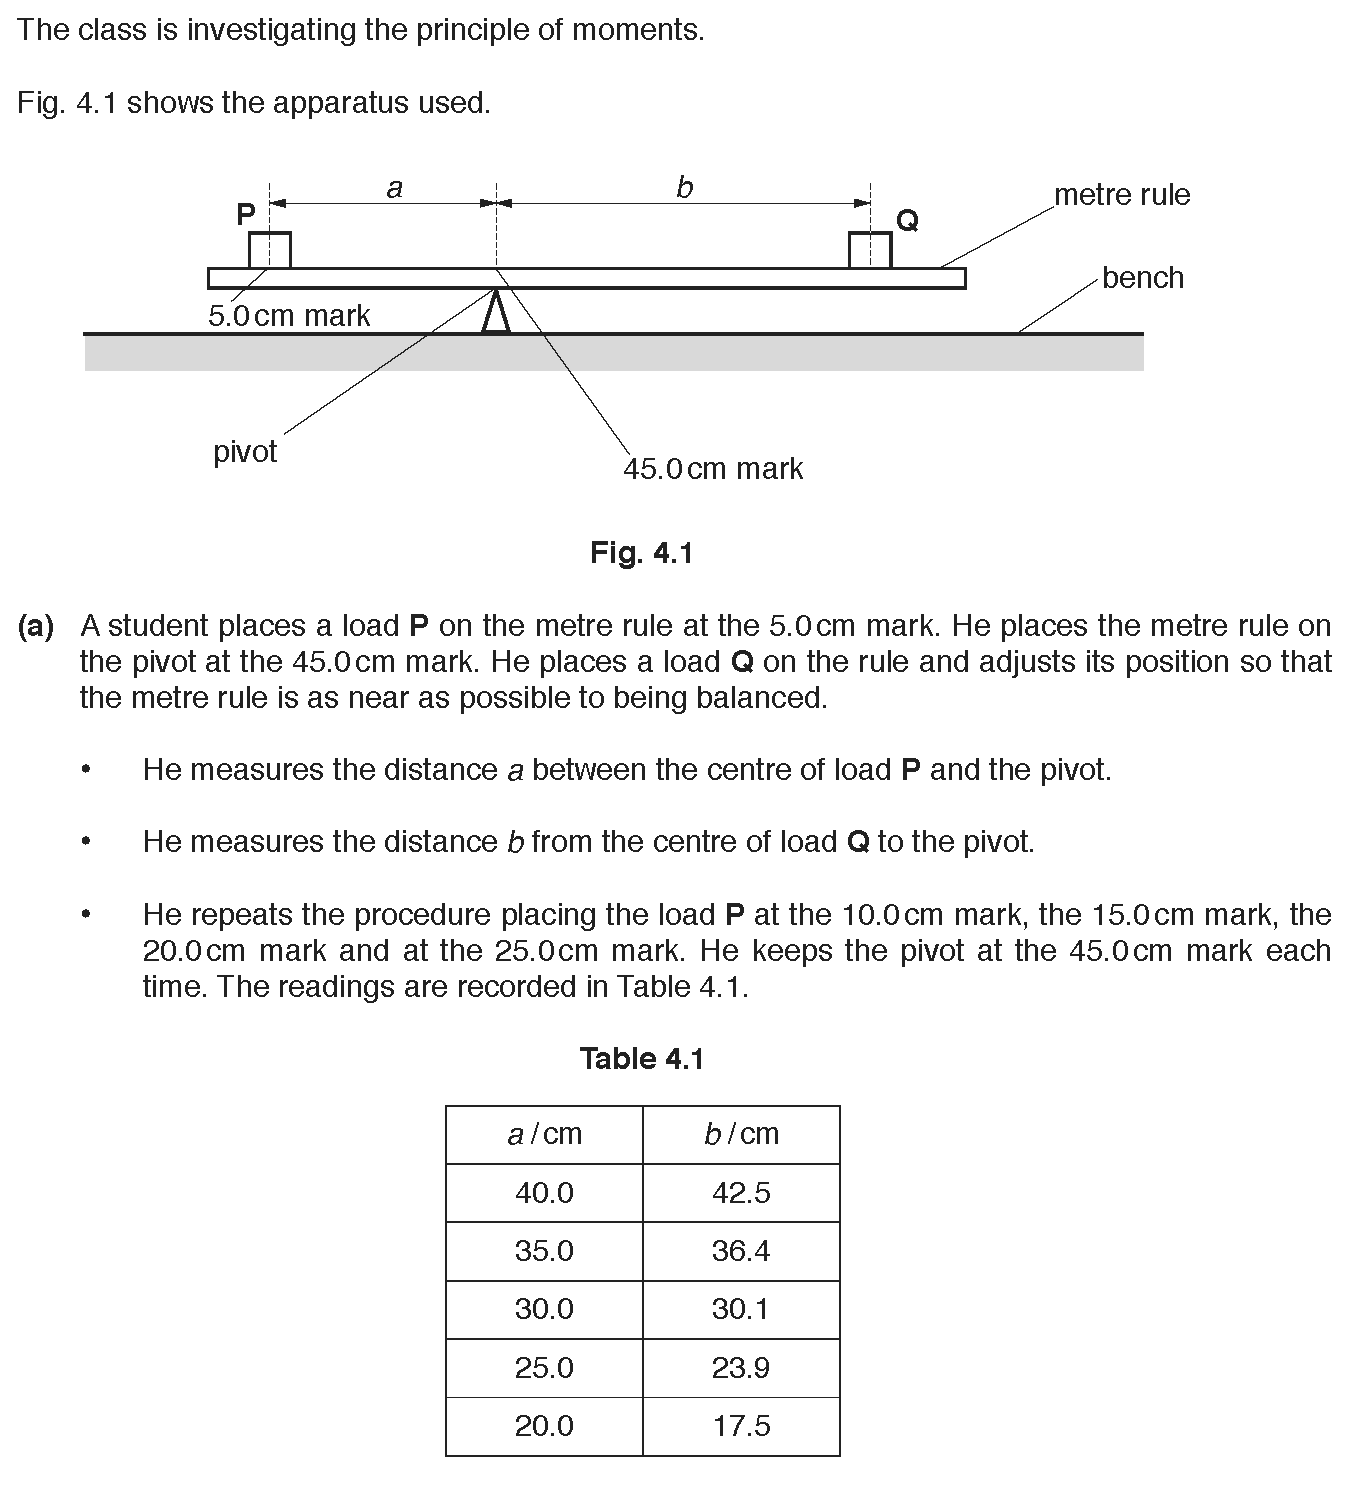 The class is investigating the principle of moments.
Fig. 4.1 shows the apparatus used.
a
b
P
Q
metre rule
bench
5.0 cm mark
pivot
45.0 cm mark
Fig. 4.1
(a) A student places a load P on the metre rule at the 5.0 cm mark. He places the metre rule on
the pivot at the 45.0 cm mark. He places a load Q on the rule and adjusts its position so that
the metre rule is as near as possible to being balanced.
• He measures the distance a between the centre of load P and the pivot.
• He measures the distance b from the centre of load Q to the pivot.
• He repeats the procedure placing the load P at the 10.0 cm mark, the 15.0 cm mark, the
20.0 cm mark and at the 25.0 cm mark. He keeps the pivot at the 45.0 cm mark each
time. The readings are recorded in Table 4.1.
Table 4.1
a / cm b / cm
40.0 42.5
35.0 36.4
30.0 30.1
25.0 23.9
20.0 17.5